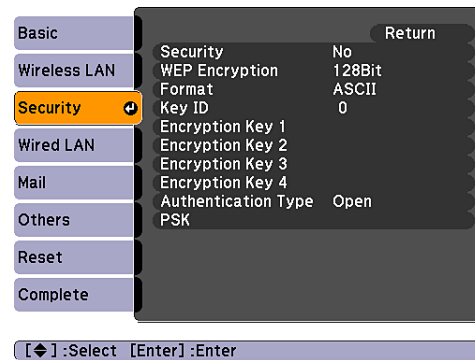 Basic
Wireless LAN
Security
Wired LAN
Mail
Others
Reset
Complete
Return
Security No
WEP Encryption 128Bit
Format ASCII
Key ID 0
Encryption Key 1
Encryption Key 2
Encryption Key 3
Encryption Key 4
Authentication Type Open
PSK
[◆] :Select [Enter] :Enter